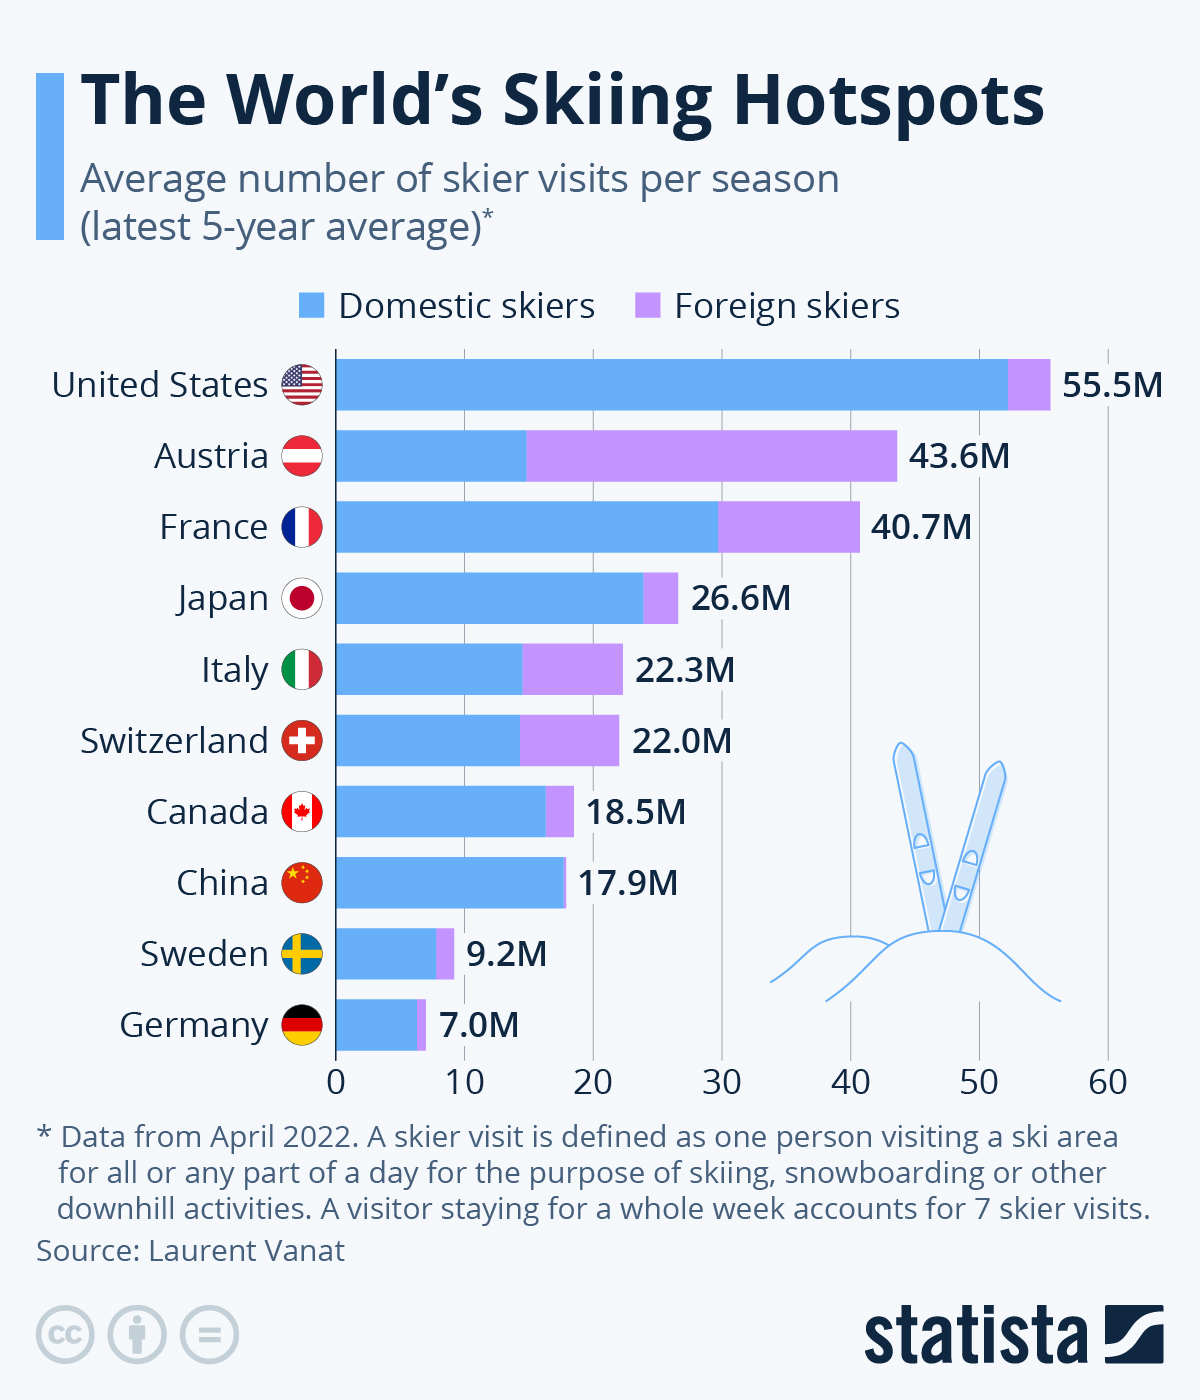 The World's Skiing Hotspots
Average number of skier visits per season
(latest 5-year average)*
Domestic skiers Foreign skiers
United States 55.5M
Austria 43.6M
France 40.7M
Japan 26.6M
Italy 22.3M
Switzerland 22.0M
Canada 18.5M
China 17.9M
Sweden 9.2M
Germany 7.0M
0 10 20 30 40 50 60
* Data from April 2022. A skier visit is defined as one person visiting a ski area
for all or any part of a day for the purpose of skiing, snowboarding or other
downhill activities. A visitor staying for a whole week accounts for 7 skier visits.
Source: Laurent Vanat
cc =
statista